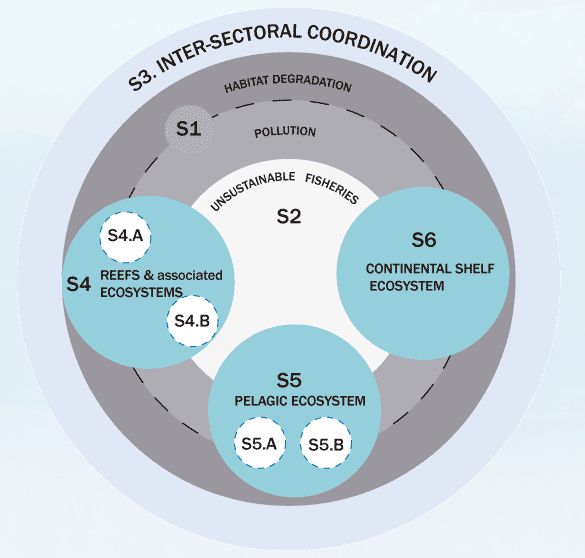 S3. INTER-SECTORAL COORDINATION
HABITAT DEGRADATION
S1
POLLUTION
UNSUSTAINABLE FISHERIES
S2
S4.A
S4 REEFS & associated
ECOSYSTEMS
S4.B
S6
CONTINENTAL SHELF
ECOSYSTEM
S5
PELAGIC ECOSYSTEM
S5.A
S5.B